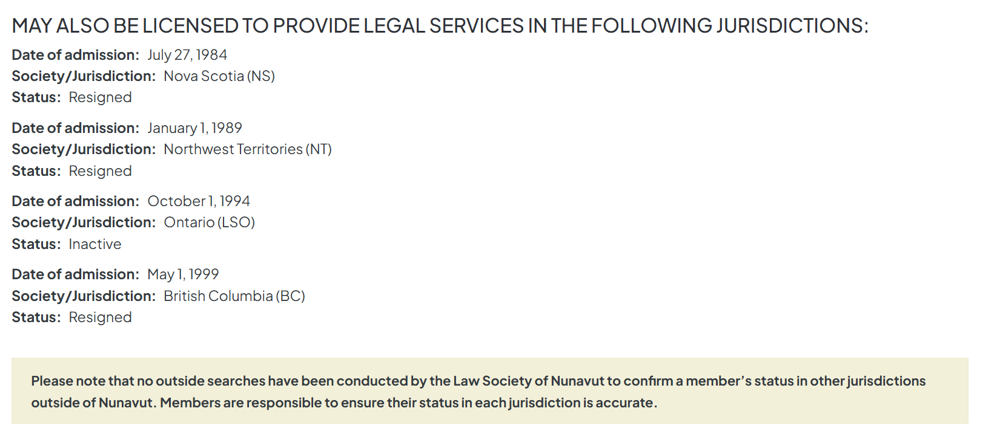 MAY ALSO BE LICENSED TO PROVIDE LEGAL SERVICES IN THE FOLLOWING JURISDICTIONS:
Date of admission: July 27, 1984
Society/Jurisdiction: Nova Scotia (NS)
Status: Resigned
Date of admission: January 1, 1989
Society/Jurisdiction: Northwest Territories (NT)
Status: Resigned
Date of admission: October 1, 1994
Society/Jurisdiction: Ontario (LSO)
Status: Inactive
Date of admission: May 1, 1999
Society/Jurisdiction: British Columbia (BC)
Status: Resigned
Please note that no outside searches have been conducted by the Law Society of Nunavut to confirm a member’s status in other jurisdictions
outside of Nunavut. Members are responsible to ensure their status in each jurisdiction is accurate.